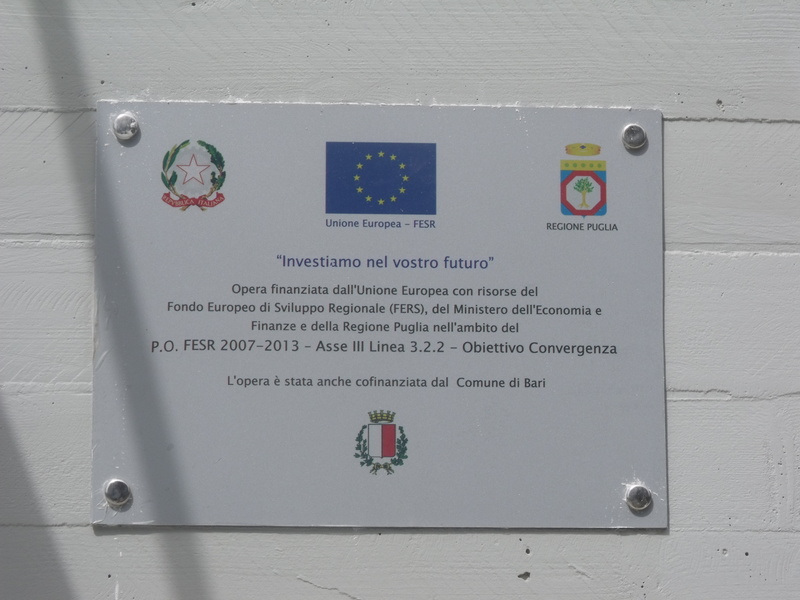 REPVBBLICA ITALIANA
Unione Europea - FESR
REGIONE PUGLIA
"Investiamo nel vostro futuro"
Opera finanziata dall'Unione Europea con risorse del
Fondo Europeo di Sviluppo Regionale (FERS), del Ministero dell'Economia e
Finanze e della Regione Puglia nell'ambito del
P.O. FESR 2007-2013 - Asse III Linea 3.2.2 - Obiettivo Convergenza
L'opera è stata anche cofinanziata dal Comune di Bari